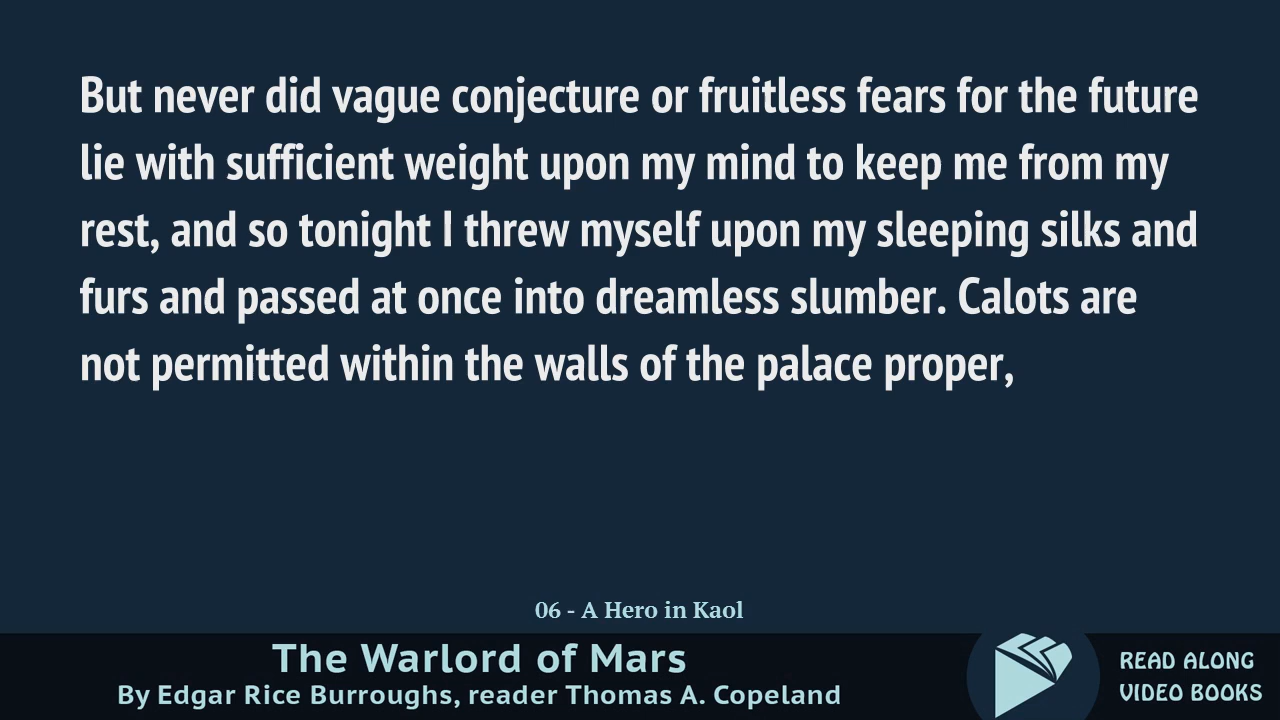 But never did vague conjecture or fruitless fears for the future
lie with sufficient weight upon my mind to keep me from my
rest, and so tonight I threw myself upon my sleeping silks and
furs and passed at once into dreamless slumber. Calots are
not permitted within the walls of the palace proper,
06 - A Hero in Kaol
The Warlord of Mars
By Edgar Rice Burroughs, reader Thomas A. Copeland
READ ALONG
VIDEO BOOKS